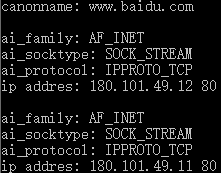 canonname: www.baidu.com
ai_family: AF_INET
ai_socktype: SOCK_STREAM
ai_protocol: IPPROTO_TCP
ip addres: 180.101.49.12 80
ai_family: AF_INET
ai_socktype: SOCK_STREAM
ai_protocol: IPPROTO_TCP
ip addres: 180.101.49.11 80